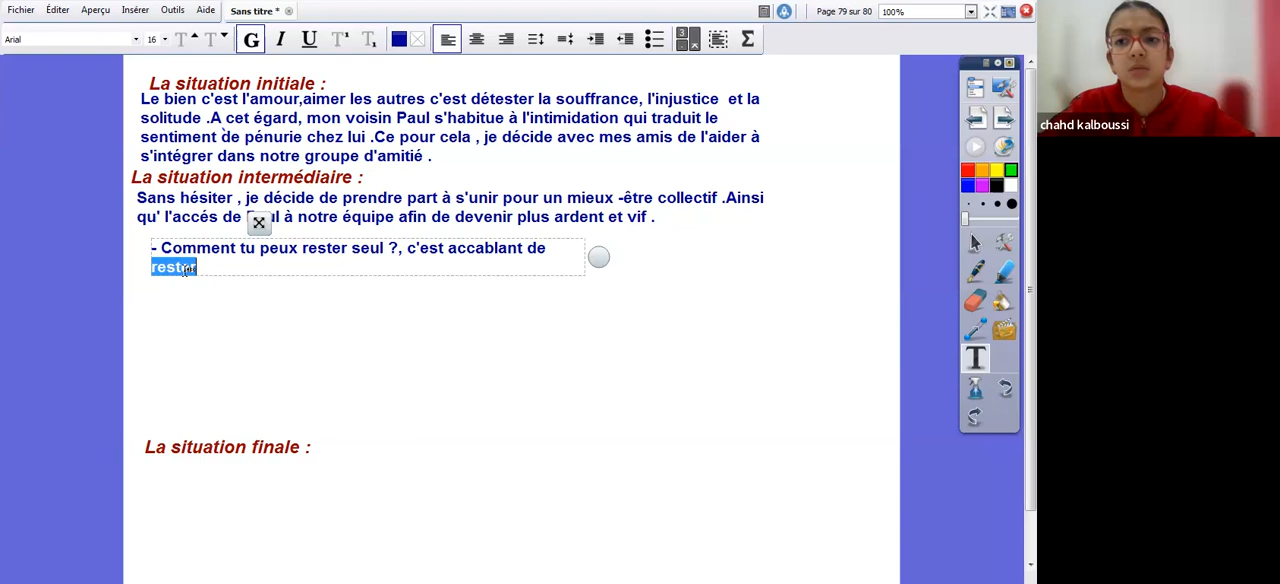 Fichier Éditer Aperçu Insérer Outils Aide Sans titre * Page 79 sur 80 100%
Arial 16 G I U T¹ T₁ Σ
La situation initiale :
Le bien c'est l'amour,aimer les autres c'est détester la souffrance, l'injustice et la
solitude .A cet égard, mon voisin Paul s'habitue à l'intimidation qui traduit le
sentiment de pénurie chez lui .Ce pour cela , je décide avec mes amis de l'aider à
s'intégrer dans notre groupe d'amitié .
La situation intermédiaire :
Sans hésiter , je décide de prendre part à s'unir pour un mieux -être collectif .Ainsi
qu' l'accés de Paul à notre équipe afin de devenir plus ardent et vif .
- Comment tu peux rester seul ?, c'est accablant de
rester
La situation finale :
T
chahd kalboussi